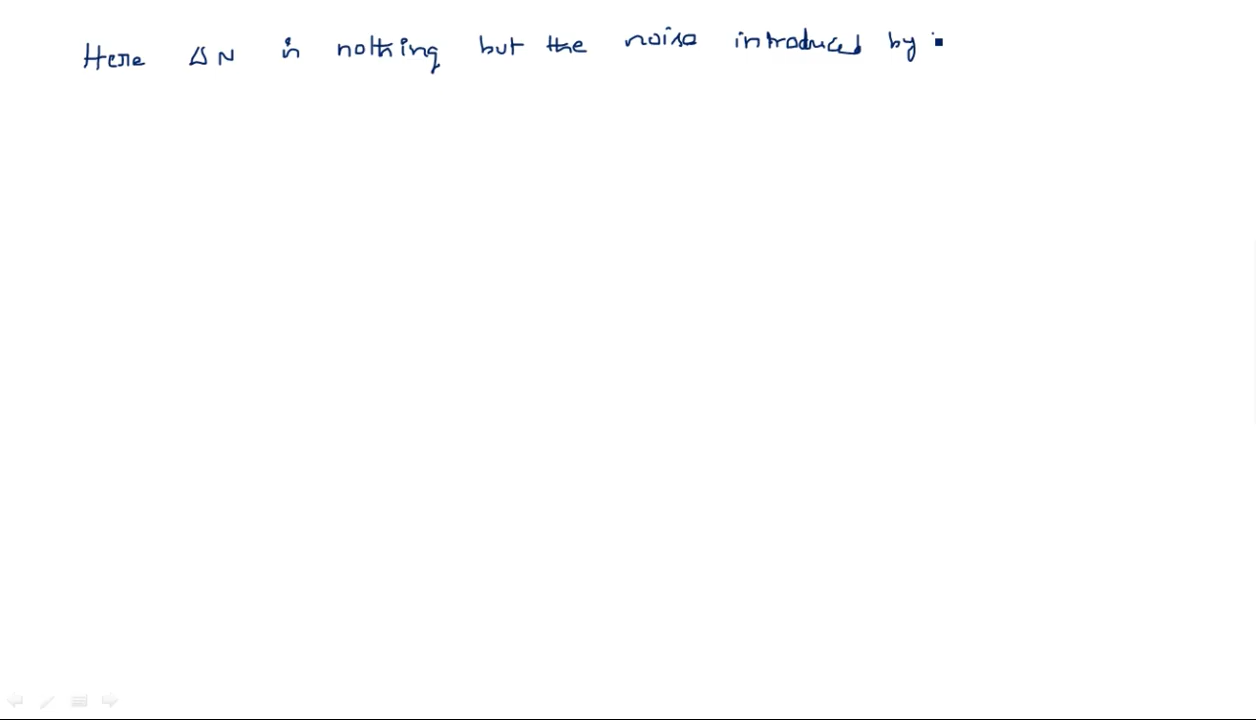 Here ΔN is nothing but the noise introduced by